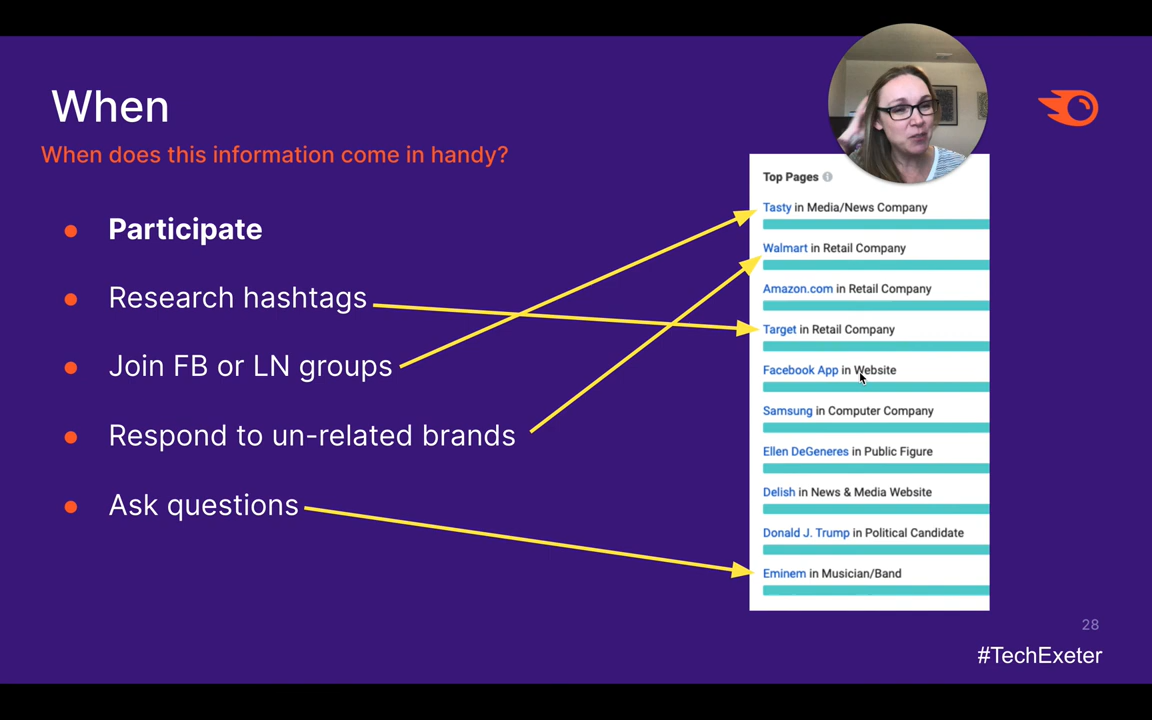 When
When does this information come in handy?
Participate
Research hashtags
Join FB or LN groups
Respond to un-related brands
Ask questions
Top Pages
Tasty in Media/News Company
Walmart in Retail Company
Amazon.com in Retail Company
Target in Retail Company
Facebook App in Website
Samsung in Computer Company
Ellen DeGeneres in Public Figure
Delish in News & Media Website
Donald J. Trump in Political Candidate
Eminem in Musician/Band
28
#TechExeter